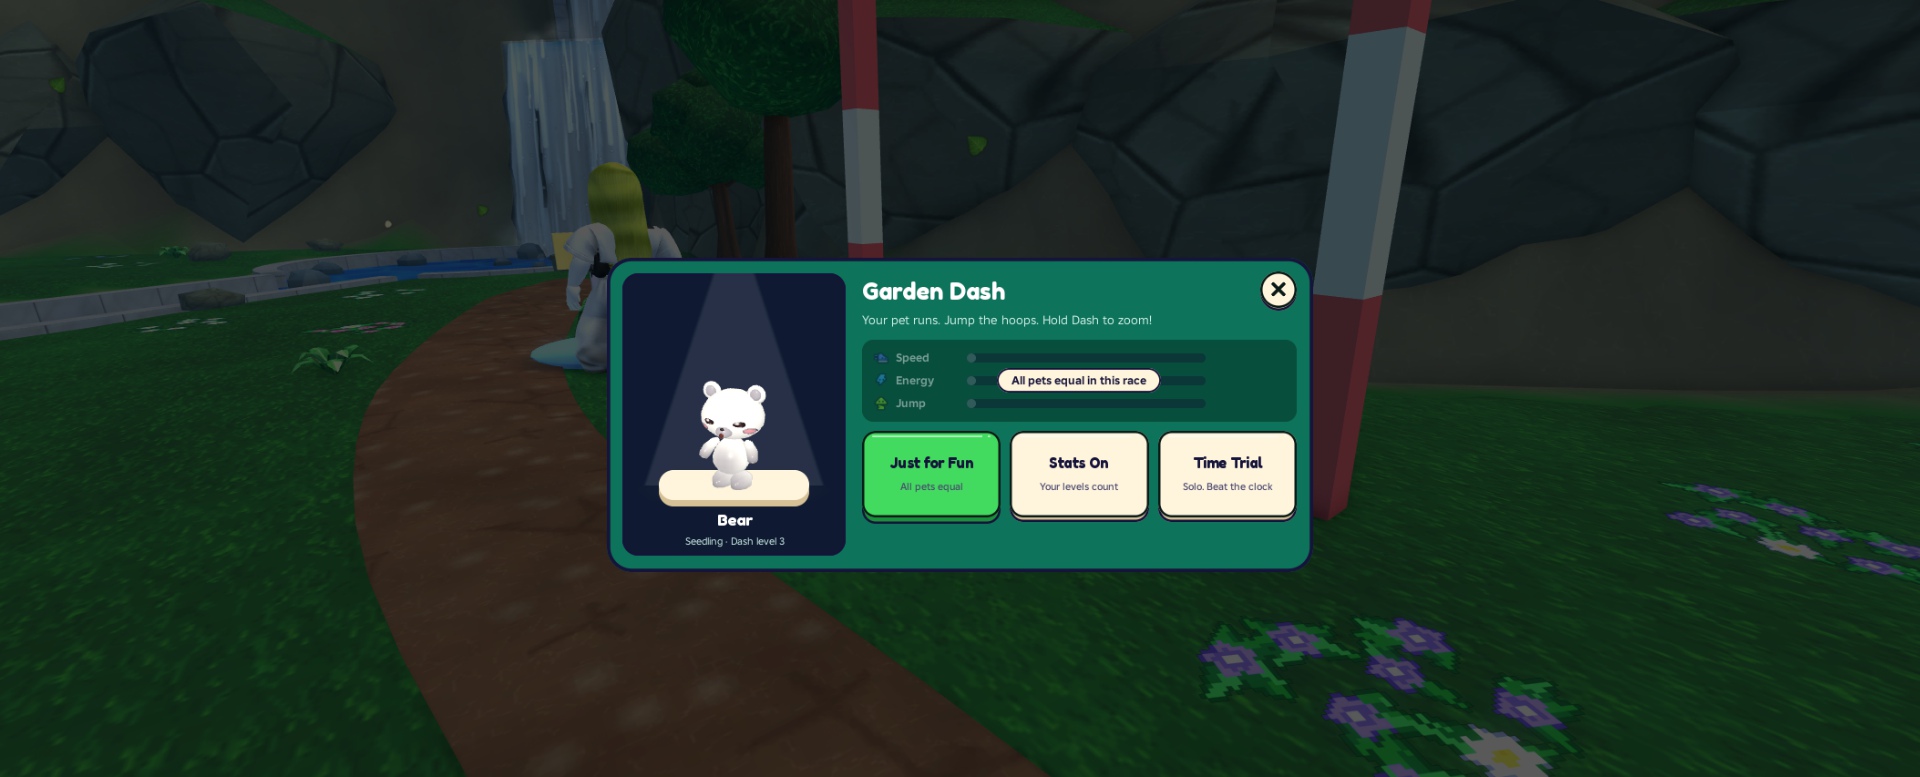 Garden Dash
Your pet runs. Jump the hoops. Hold Dash to zoom!
Speed
Energy
All pets equal in this race
Jump
Just for Fun
All pets equal
Stats On
Your levels count
Time Trial
Solo. Beat the clock
Bear
Seedling · Dash level 3